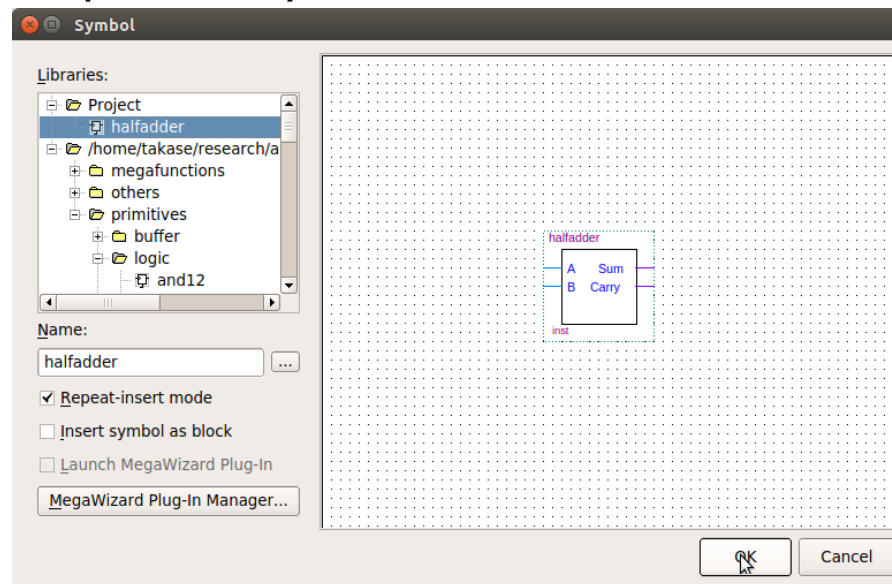 Symbol
Libraries:
Project
halfadder
/home/takase/research/a
megafunctions
others
primitives
buffer
logic
and12
Name:
halfadder
...
Repeat-insert mode
Insert symbol as block
Launch MegaWizard Plug-In
MegaWizard Plug-In Manager...
halfadder
A Sum
B Carry
inst
OK Cancel